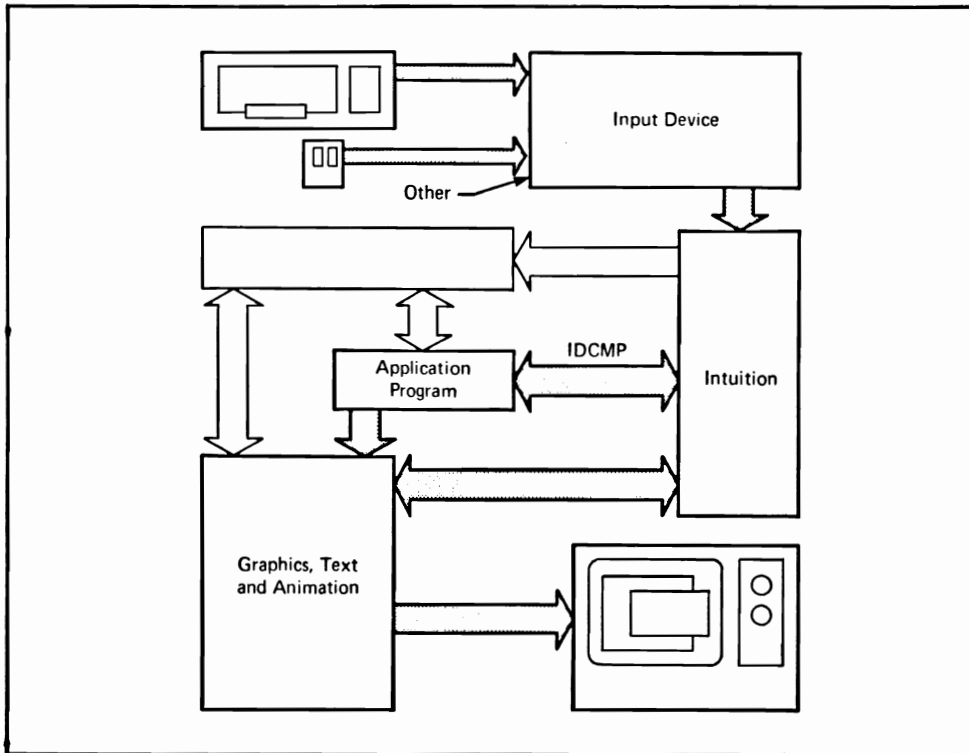 Input Device
Other
IDCMP
Application
Program
Intuition
Graphics, Text
and Animation